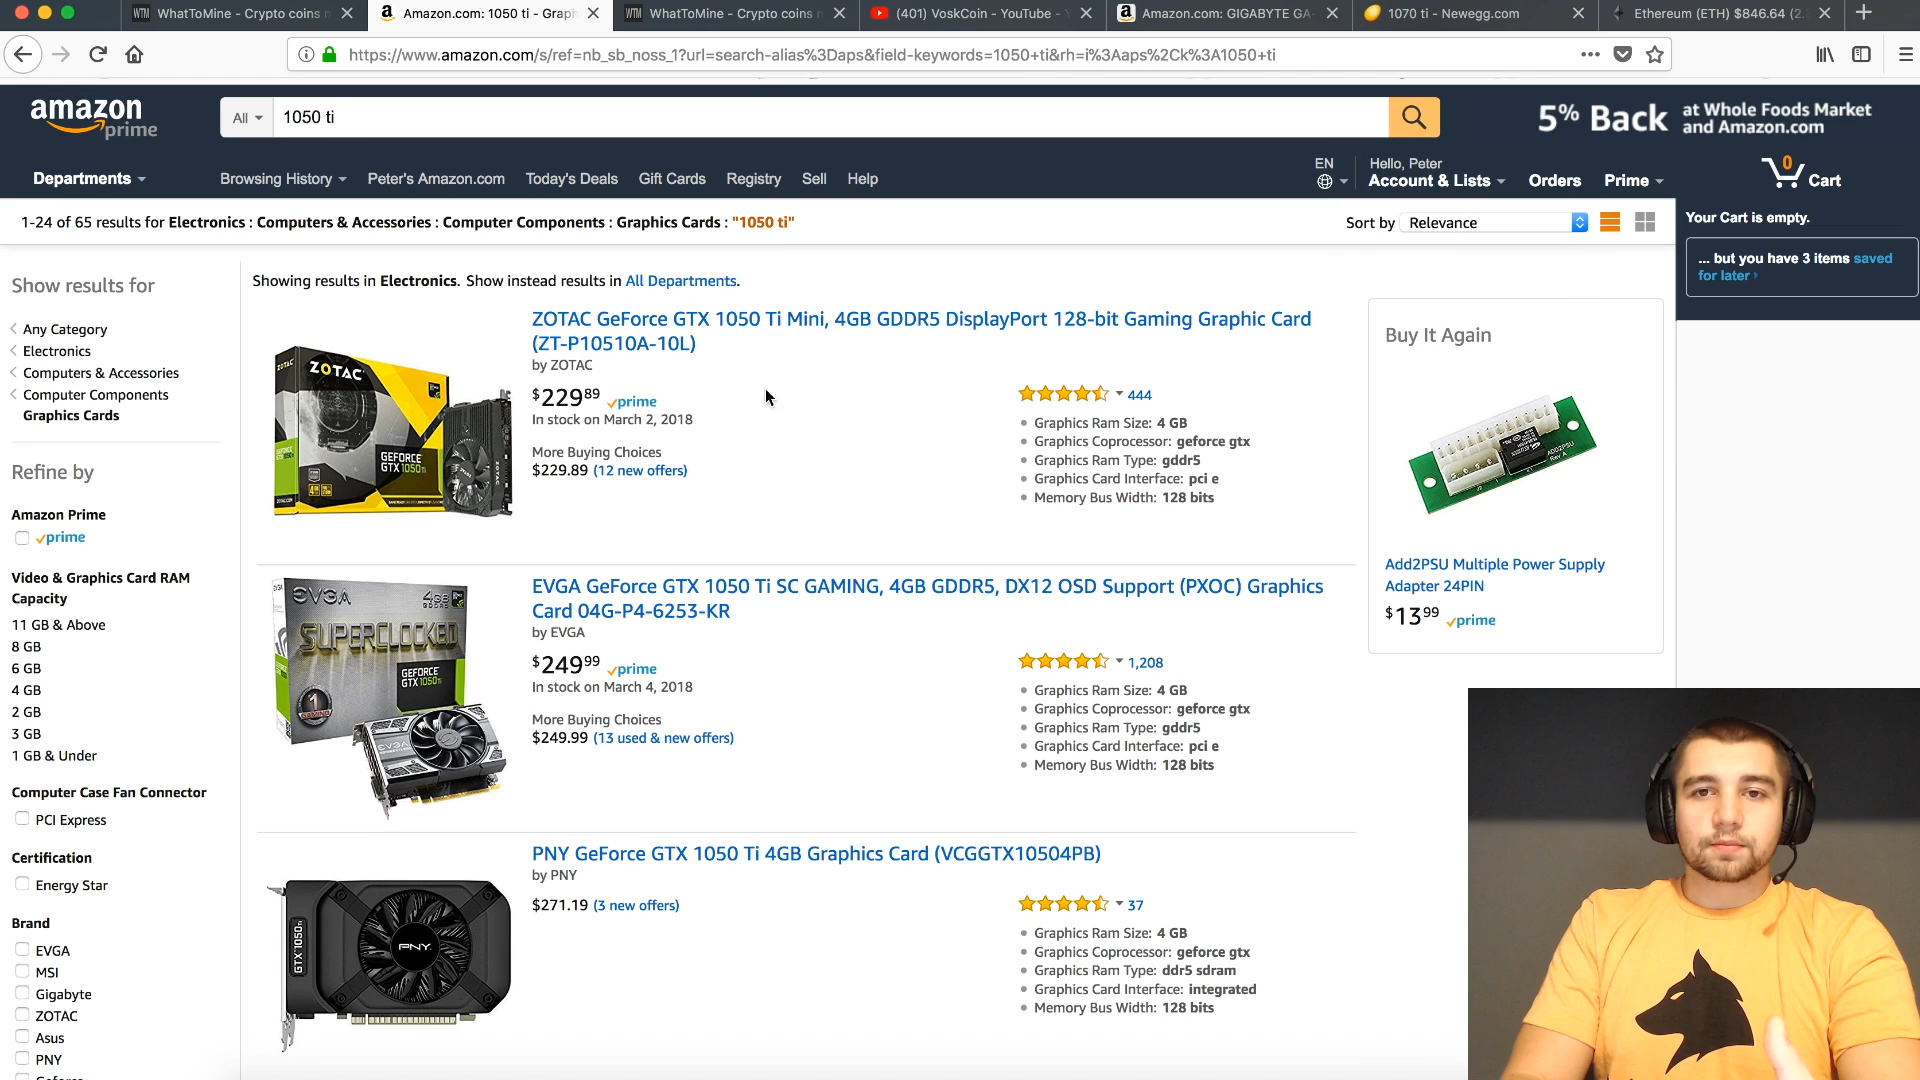 WTM WhatToMine - Crypto coins
Amazon.com: 1050 ti - Graph
WTM WhatToMine - Crypto coins
(401) VoskCoin - YouTube -
Amazon.com: GIGABYTE GA-
1070 ti - Newegg.com
Ethereum (ETH) $846.64
https://www.amazon.com/s/ref=nb_sb_noss_1?url=search-alias%3Daps&field-keywords=1050+ti&rh=i%3Aaps%2Ck%3A1050+ti
amazon prime
All
1050 ti
5% Back at Whole Foods Market and Amazon.com
Departments
Browsing History
Peter's Amazon.com
Today's Deals
Gift Cards
Registry
Sell
Help
EN
Hello, Peter
Account & Lists
Orders
Prime
0
Cart
1-24 of 65 results for Electronics : Computers & Accessories : Computer Components : Graphics Cards : "1050 ti"
Sort by Relevance
Your Cart is empty.
... but you have 3 items saved
for later
Show results for
Any Category
Electronics
Computers & Accessories
Computer Components
Graphics Cards
Refine by
Amazon Prime
prime
Video & Graphics Card RAM
Capacity
11 GB & Above
8 GB
6 GB
4 GB
2 GB
3 GB
1 GB & Under
Computer Case Fan Connector
PCI Express
Certification
Energy Star
Brand
EVGA
MSI
Gigabyte
ZOTAC
Asus
PNY
Showing results in Electronics. Show instead results in All Departments.
ZOTAC
GEFORCE
GTX 1050Ti
ZOTAC GeForce GTX 1050 Ti Mini, 4GB GDDR5 DisplayPort 128-bit Gaming Graphic Card
(ZT-P10510A-10L)
by ZOTAC
$229 89 prime
In stock on March 2, 2018
More Buying Choices
$229.89 (12 new offers)
444
Graphics Ram Size: 4 GB
Graphics Coprocessor: geforce gtx
Graphics Ram Type: gddr5
Graphics Card Interface: pci e
Memory Bus Width: 128 bits
EVGA
4GB
SUPERCLOCKED
GEFORCE
GTX 1050Ti
EVGA GeForce GTX 1050 Ti SC GAMING, 4GB GDDR5, DX12 OSD Support (PXOC) Graphics
Card 04G-P4-6253-KR
by EVGA
$249 99 prime
In stock on March 4, 2018
More Buying Choices
$249.99 (13 used & new offers)
1,208
Graphics Ram Size: 4 GB
Graphics Coprocessor: geforce gtx
Graphics Ram Type: gddr5
Graphics Card Interface: pci e
Memory Bus Width: 128 bits
GTX 1050Ti
PNY
PNY GeForce GTX 1050 Ti 4GB Graphics Card (VCGGTX10504PB)
by PNY
$271.19 (3 new offers)
37
Graphics Ram Size: 4 GB
Graphics Coprocessor: geforce gtx
Graphics Ram Type: ddr5 sdram
Graphics Card Interface: integrated
Memory Bus Width: 128 bits
Buy It Again
ADD2PSU
Rev A
Add2PSU Multiple Power Supply
Adapter 24PIN
$13 99 prime